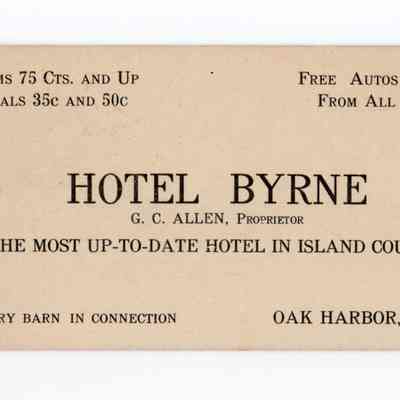 MS 75 CTS. AND UP
FREE AUTOS
ALS 35C AND 50C
FROM ALL
HOTEL BYRNE
G. C. ALLEN, PROPRIETOR
HE MOST UP-TO-DATE HOTEL IN ISLAND COU
RY BARN IN CONNECTION
OAK HARBOR,